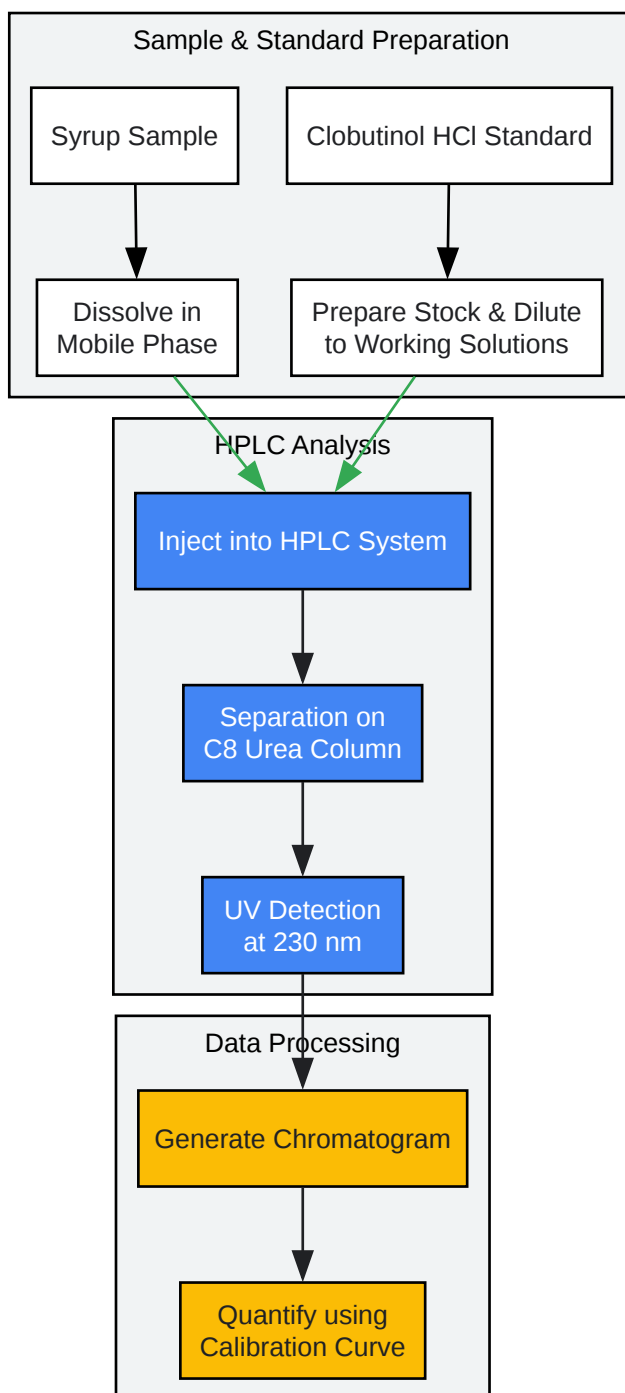 Sample & Standard Preparation
Syrup Sample
Clobutinol HCl Standard
Dissolve in
Mobile Phase
Prepare Stock & Dilute
to Working Solutions
HPLC Analysis
Inject into HPLC System
Separation on
C8 Urea Column
UV Detection
at 230 nm
Data Processing
Generate Chromatogram
Quantify using
Calibration Curve